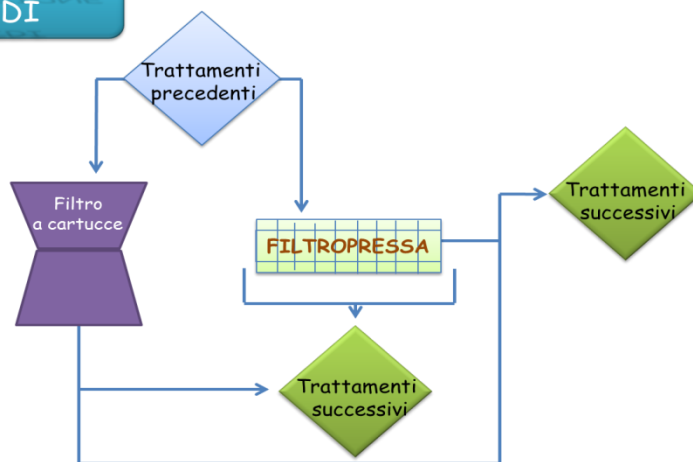 DI
Trattamenti
precedenti
Filtro
a cartucce
FILTROPRESSA
Trattamenti
successivi
Trattamenti
successivi